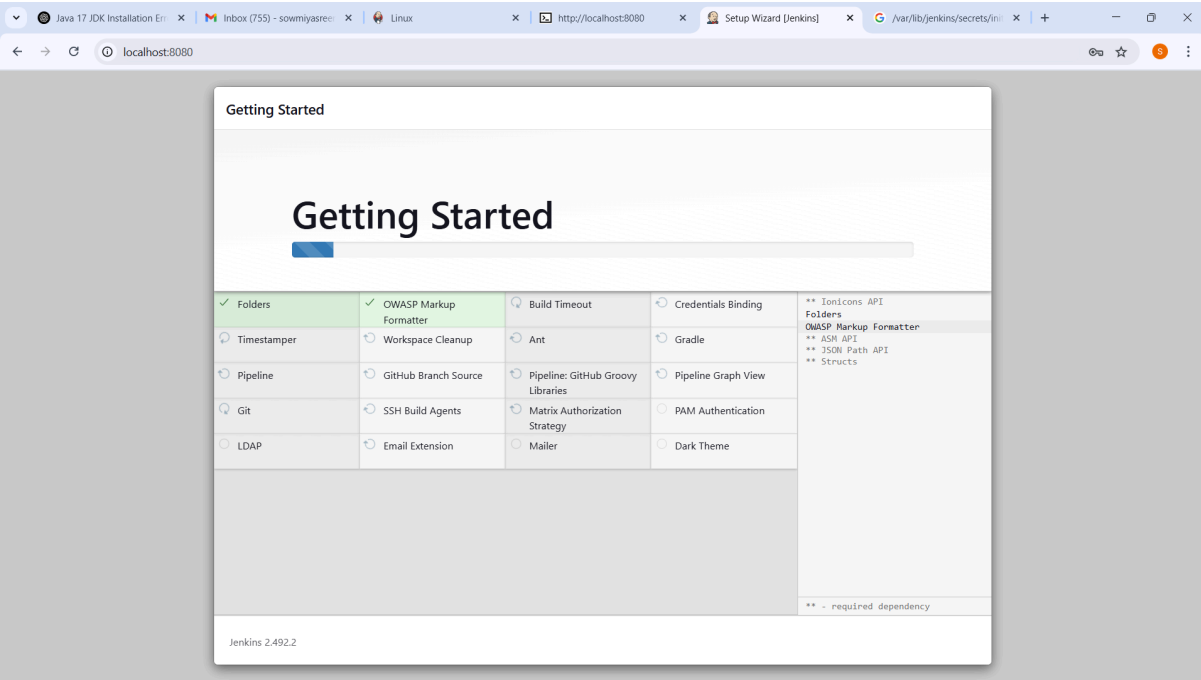 Java 17 JDK Installation Err
Inbox (755) - sowmiyasree
Linux
http://localhost:8080
Setup Wizard [Jenkins]
/var/lib/jenkins/secrets/init
localhost:8080
S
Getting Started
Getting Started
Folders
OWASP Markup
Formatter
Build Timeout
Credentials Binding
Timestamper
Workspace Cleanup
Ant
Gradle
Pipeline
GitHub Branch Source
Pipeline: GitHub Groovy
Libraries
Pipeline Graph View
Git
SSH Build Agents
Matrix Authorization
Strategy
PAM Authentication
LDAP
Email Extension
Mailer
Dark Theme
** Ionicons API
Folders
OWASP Markup Formatter
** ASM API
** JSON Path API
** Structs
** - required dependency
Jenkins 2.492.2